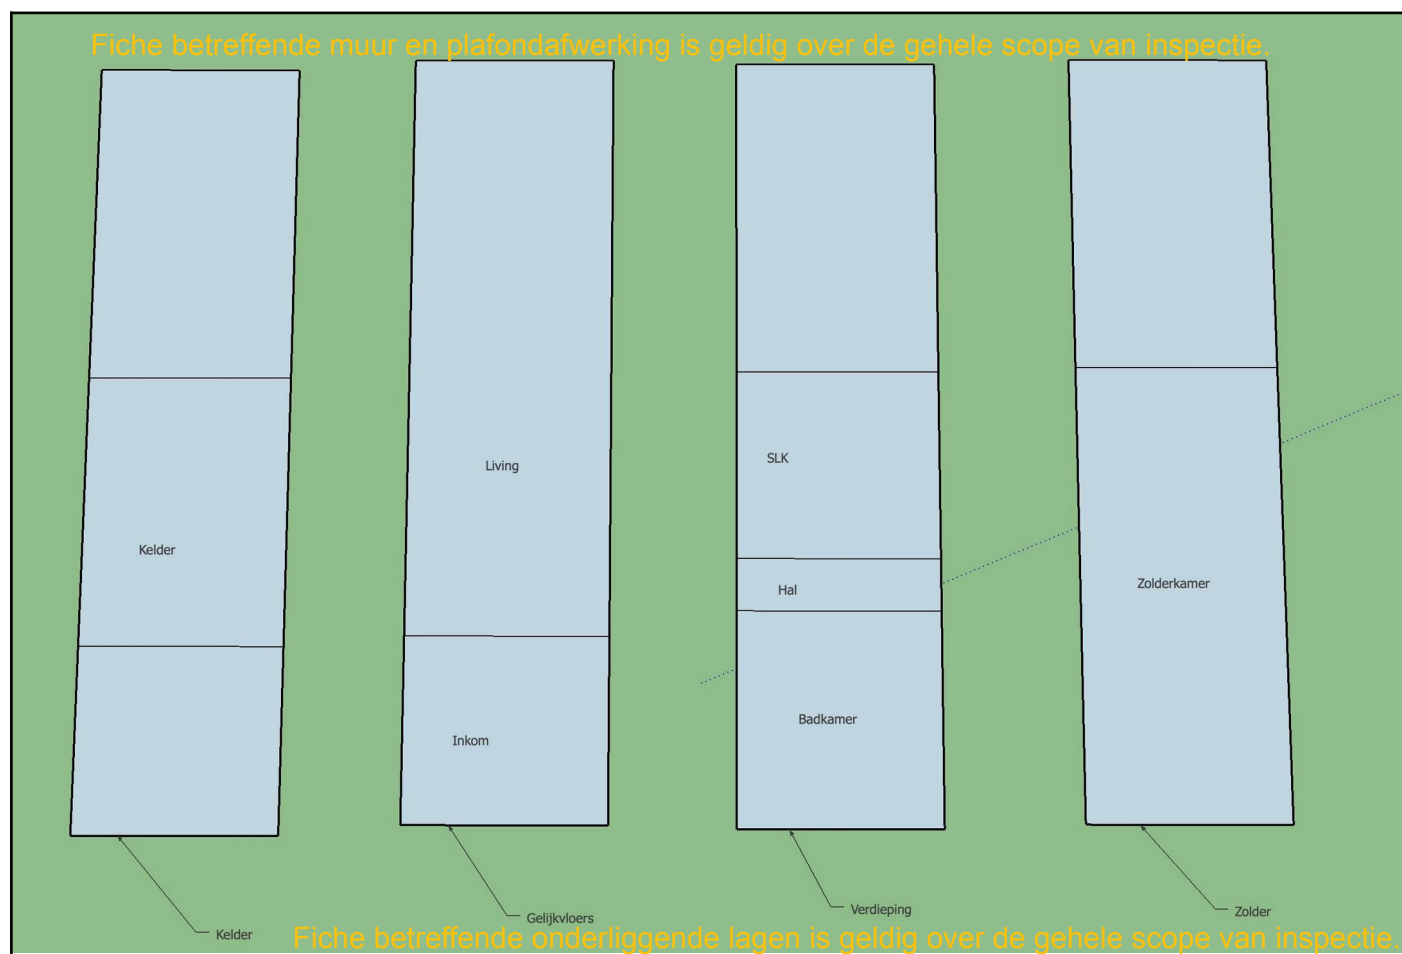 Fiche betreffende muur en plafondafwerking is geldig over de gehele scope van inspectie.
Living
SLK
Kelder
Zolderkamer
Hal
Badkamer
Inkom
Verdieping
Zolder
Gelijkvloers
Kelder
Fiche betreffende onderliggende lagen is geldig over de gehele scope van inspectie.